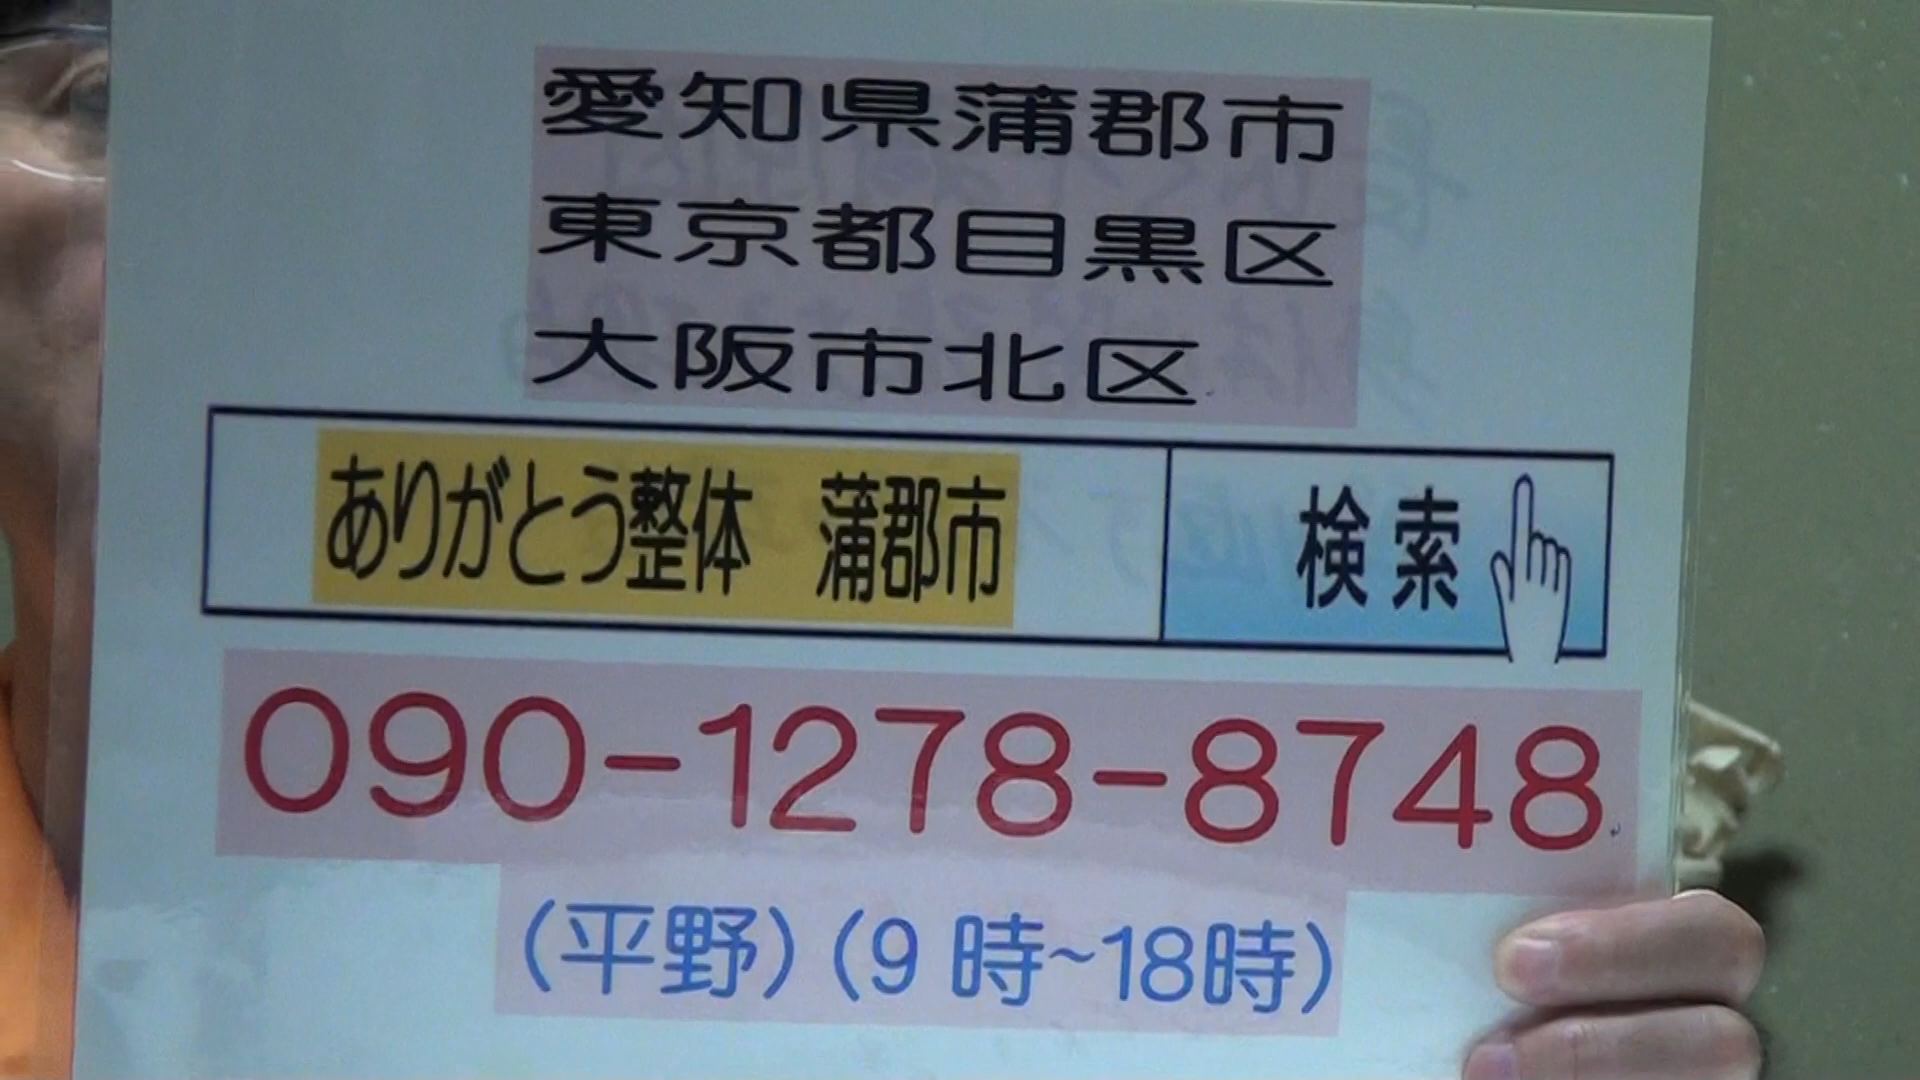 愛知県蒲郡市
東京都目黒区
大阪市北区
ありがとう整体　蒲郡市　検索
090-1278-8748
(平野)(9時~18時)